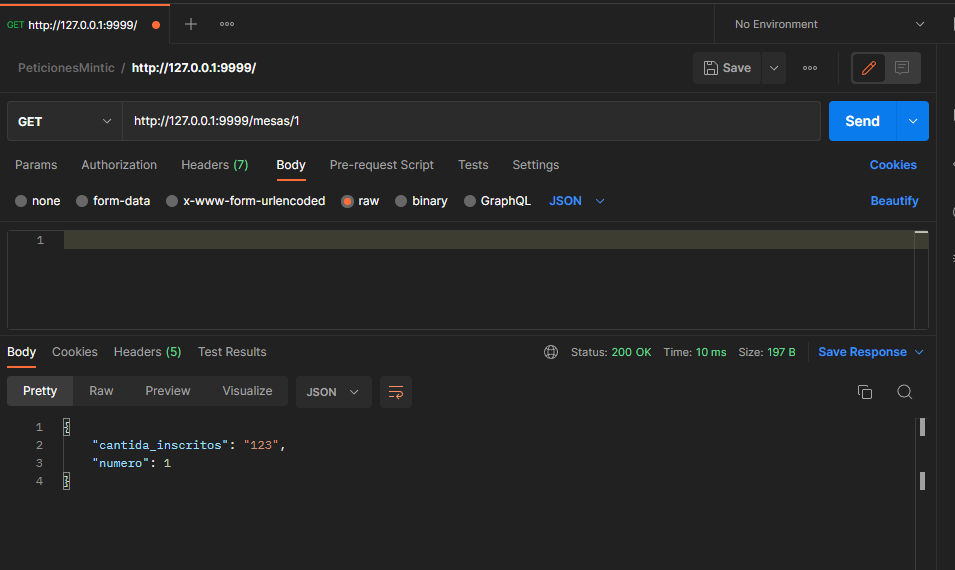 GET http://127.0.0.1:9999/
No Environment
PeticionesMintic / http://127.0.0.1:9999/
Save
GET http://127.0.0.1:9999/mesas/1 Send
Params Authorization Headers (7) Body Pre-request Script Tests Settings Cookies
none form-data x-www-form-urlencoded raw binary GraphQL JSON Beautify
1
Body Cookies Headers (5) Test Results Status: 200 OK Time: 10 ms Size: 197 B Save Response
Pretty Raw Preview Visualize JSON
1 {
2 "cantida_inscritos": "123",
3 "numero": 1
4 }